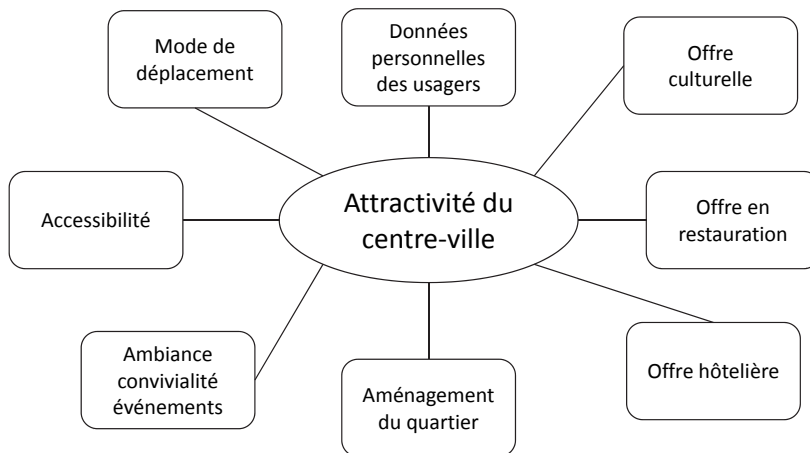 Mode de
déplacement
Données
personnelles
des usagers
Offre
culturelle
Accessibilité
Attractivité du
centre-ville
Offre en
restauration
Ambiance
convivialité
événements
Aménagement
du quartier
Offre hôtelière